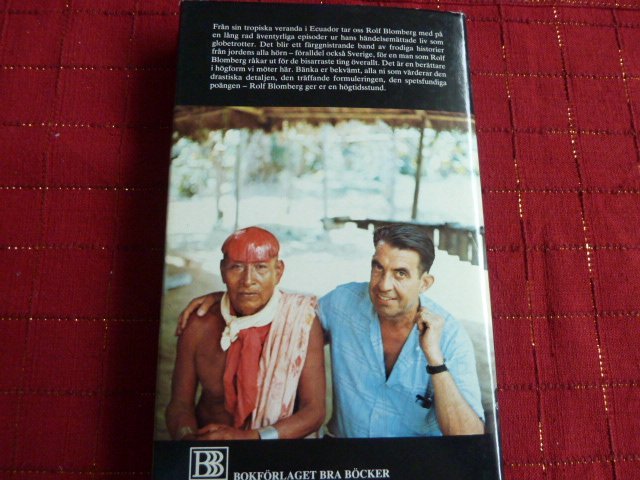 Från sin tropiska veranda i Ecuador tar oss Rolf Blomberg med på
en lång rad äventyrliga episoder ur hans händelsemättade liv som
globetrotter. Det blir ett färggnistrande band av frodiga historier
från jordens alla hörn – föralldel också Sverige, för en man som Rolf
Blomberg råkar ut för de bisarraste ting överallt. Det är en berättare
i högform vi möter här. Bänka er bekvämt, alla ni som värderar den
drastiska detaljen, den träffande formuleringen, den spetsfundiga
poängen – Rolf Blomberg ger er en högtidsstund.
BBB
BOKFÖRLAGET BRA BÖCKER